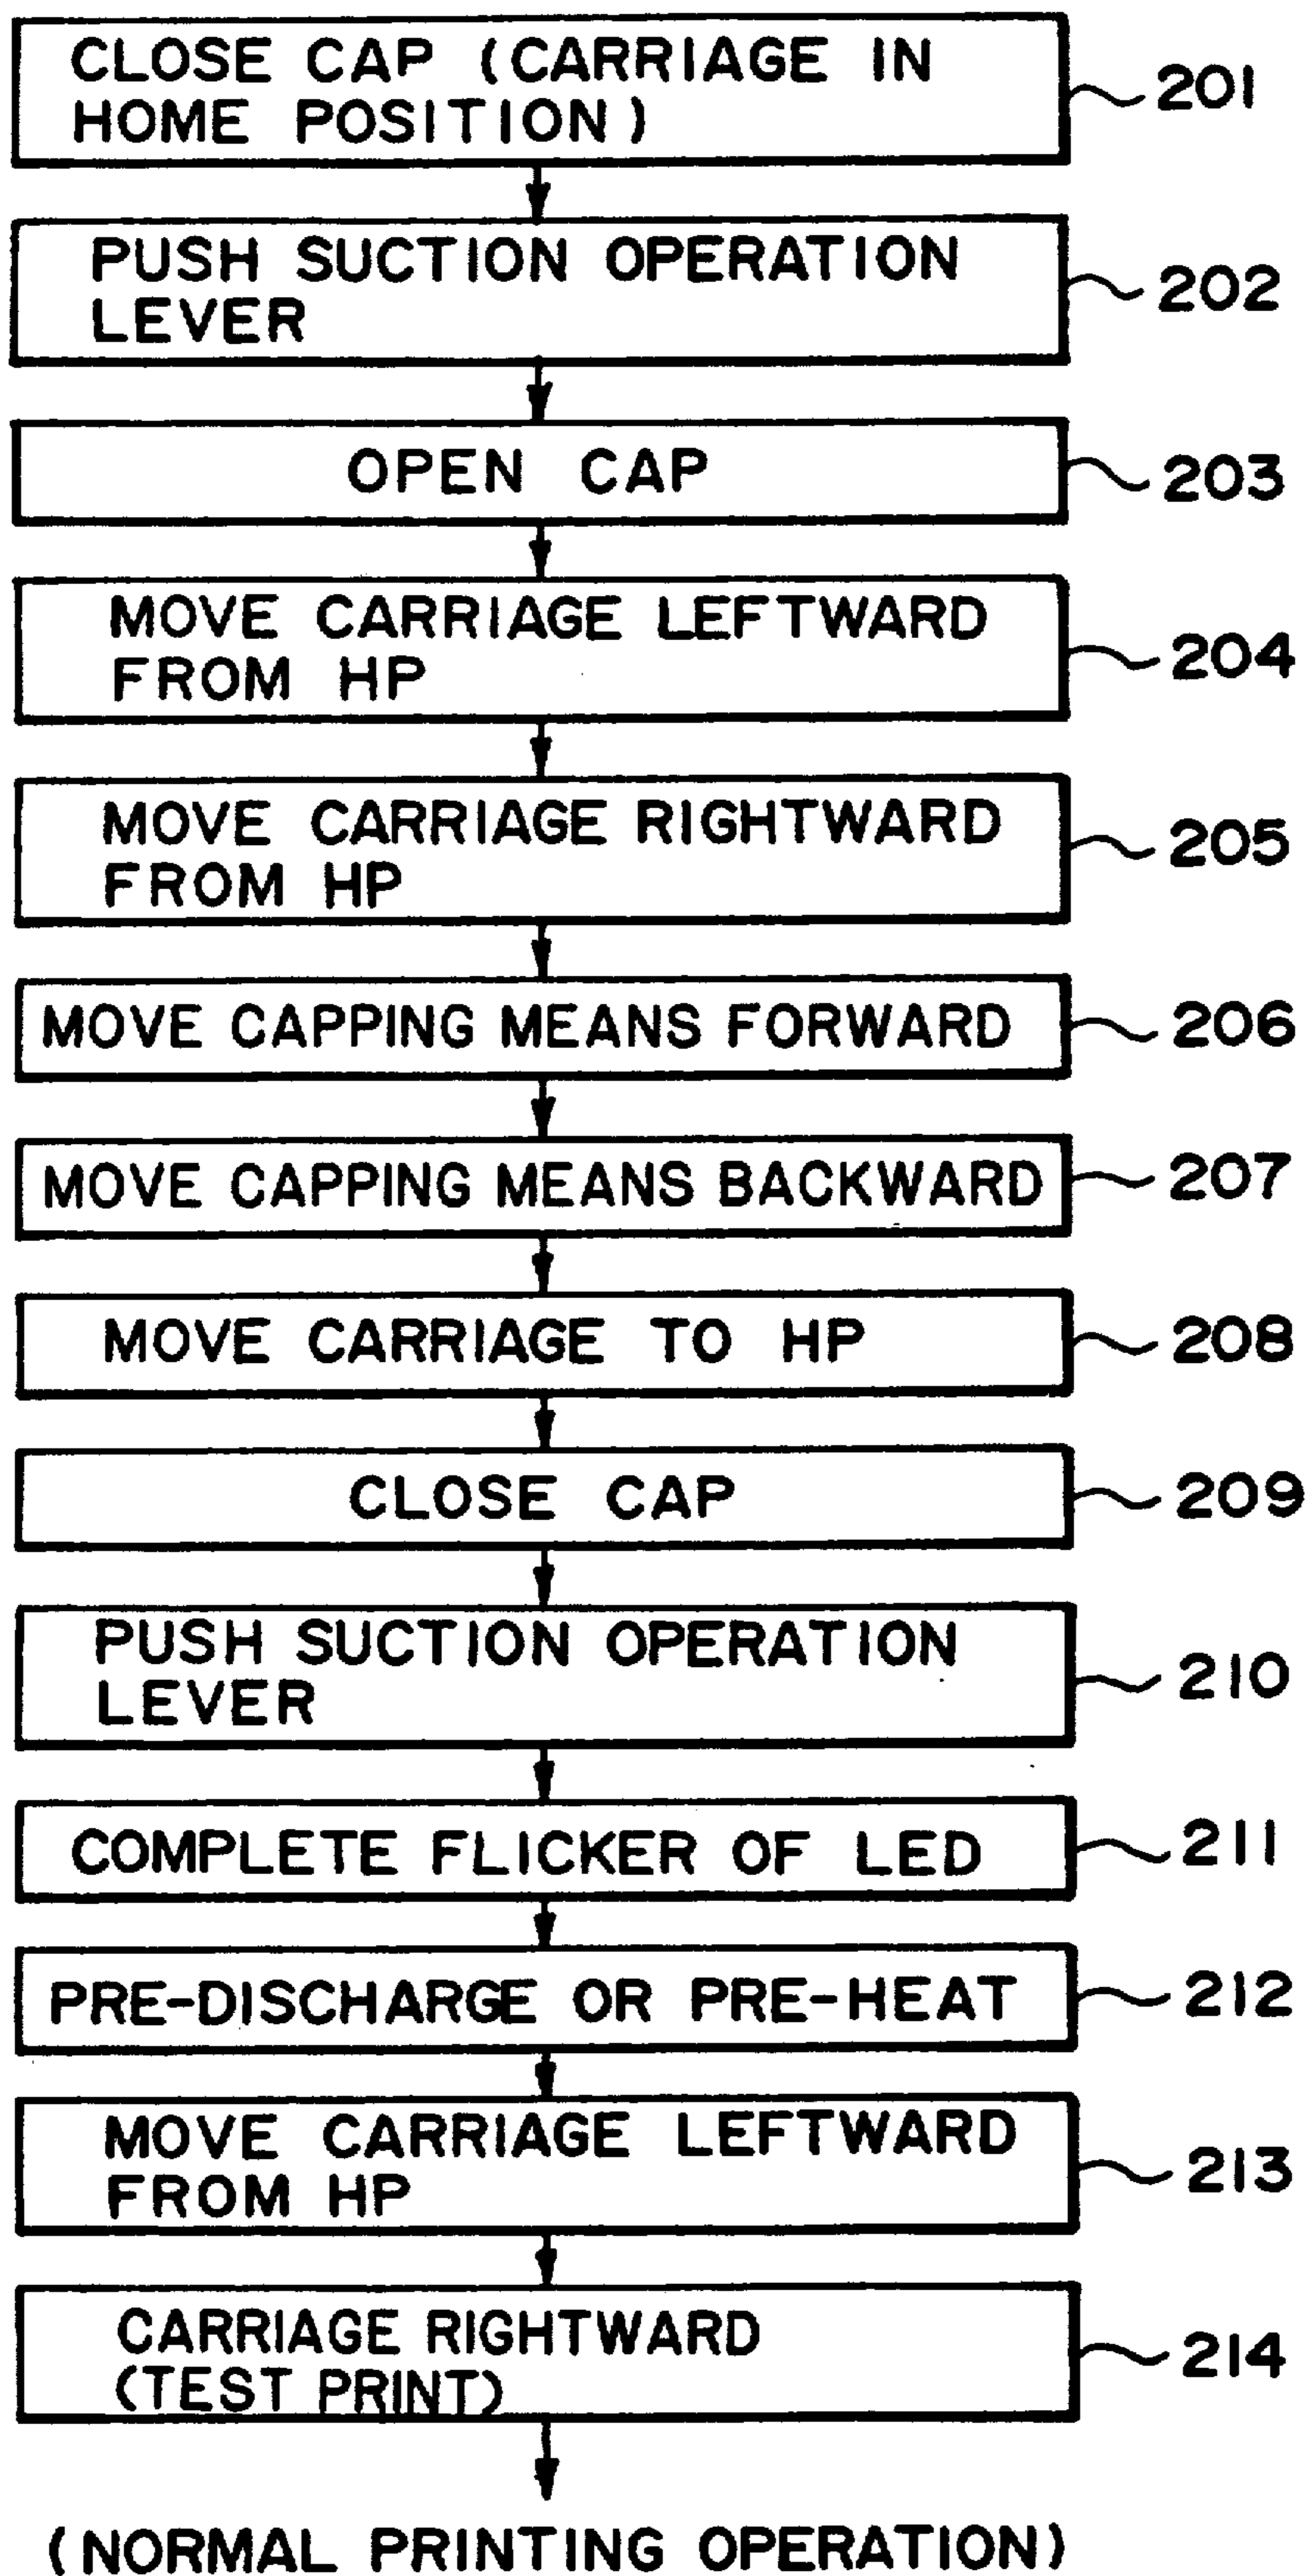 CLOSE CAP (CARRIAGE IN
HOME POSITION)
201
PUSH SUCTION OPERATION
LEVER
202
OPEN CAP
203
MOVE CARRIAGE LEFTWARD
FROM HP
204
MOVE CARRIAGE RIGHTWARD
FROM HP
205
MOVE CAPPING MEANS FORWARD
206
MOVE CAPPING MEANS BACKWARD
207
MOVE CARRIAGE TO HP
208
CLOSE CAP
209
PUSH SUCTION OPERATION
LEVER
210
COMPLETE FLICKER OF LED
211
PRE-DISCHARGE OR PRE-HEAT
212
MOVE CARRIAGE LEFTWARD
FROM HP
213
CARRIAGE RIGHTWARD
(TEST PRINT)
214
(NORMAL PRINTING OPERATION)